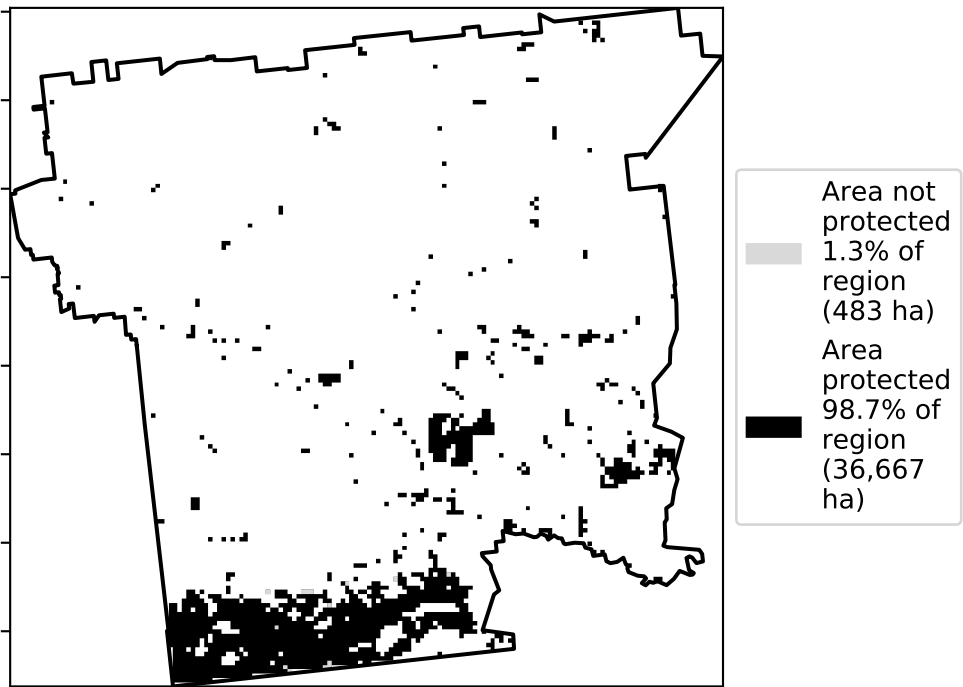 Area not
protected
1.3% of
region
(483 ha)
Area
protected
98.7% of
region
(36,667
ha)